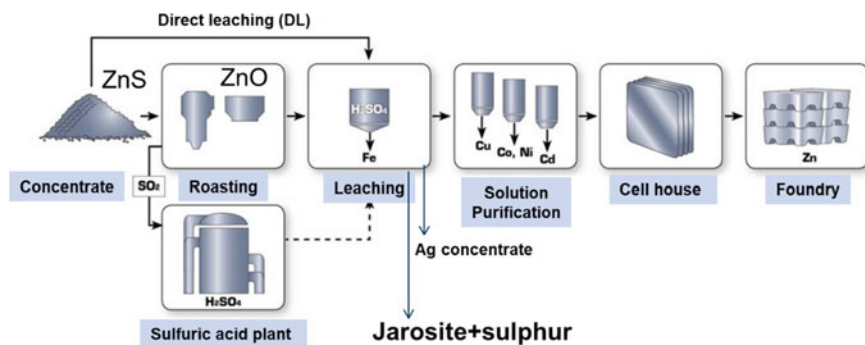 Direct leaching (DL)
ZnS
ZnO
H₂SO₄
Fe
Cu
Co, Ni
Cd
Zn
Concentrate
SO₂
Roasting
Leaching
Solution
Purification
Cell house
Foundry
Ag concentrate
H₂SO₄
Sulfuric acid plant
Jarosite+sulphur